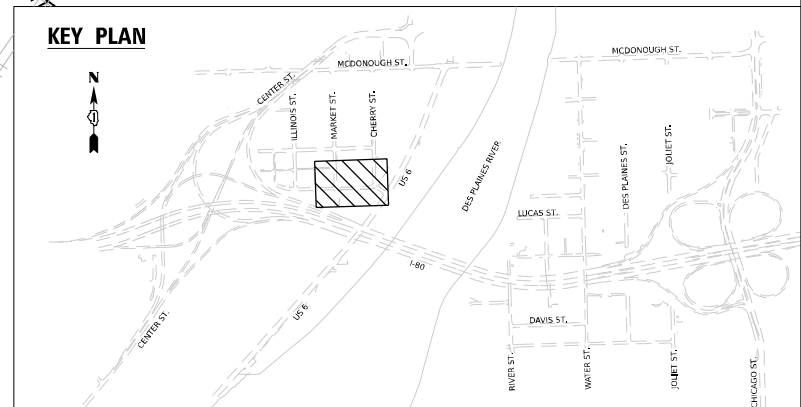 KEY PLAN
N
CENTER ST.
MCDONOUGH ST.
MCDONOUGH ST.
ILLINOIS ST.
MARKET ST.
CHERRY ST.
US 6
DES PLAINES RIVER
DES PLAINES ST.
JOUET ST.
LUCAS ST.
I-80
US 6
CENTER ST.
DAVIS ST.
RIVER ST.
WATER ST.
JOLIET ST.
CHICAGO ST.